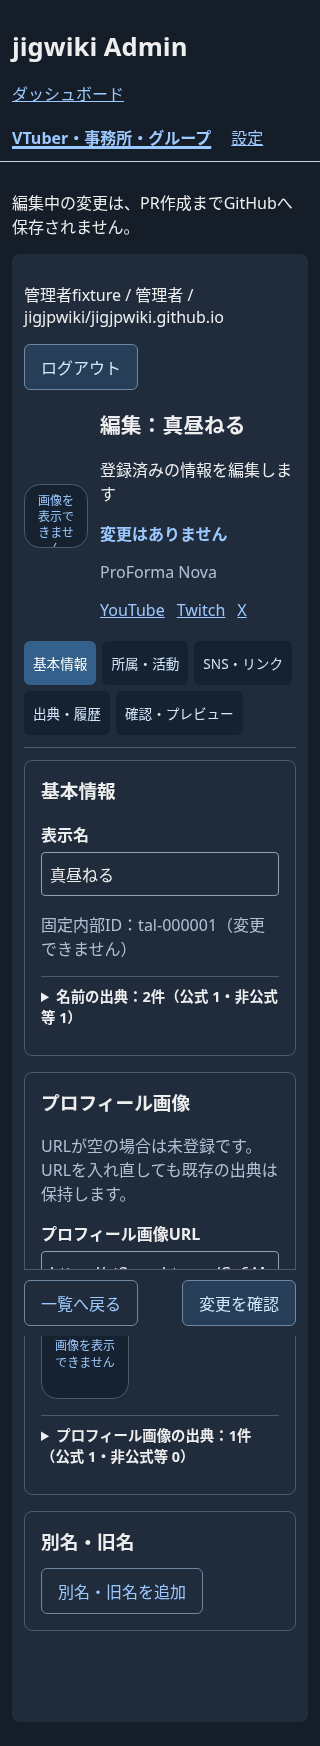 jigwiki Admin
ダッシュボード
VTuber・事務所・グループ 設定
編集中の変更は、PR作成までGitHubへ
保存されません。
管理者fixture / 管理者 /
jigjpwiki/jigjpwiki.github.io
ログアウト
画像を
表示で
きませ
編集：真昼ねる
登録済みの情報を編集しま
す
変更はありません
ProForma Nova
YouTube Twitch X
基本情報 所属・活動 SNS・リンク
出典・履歴 確認・プレビュー
基本情報
表示名
真昼ねる
固定内部ID：tal-000001（変更
できません）
▶ 名前の出典：2件（公式 1・非公式
等 1）
プロフィール画像
URLが空の場合は未登録です。
URLを入れ直しても既存の出典は
保持します。
プロフィール画像URL
一覧へ戻る 変更を確認
画像を表示
できません
▶ プロフィール画像の出典：1件
（公式 1・非公式等 0）
別名・旧名
別名・旧名を追加